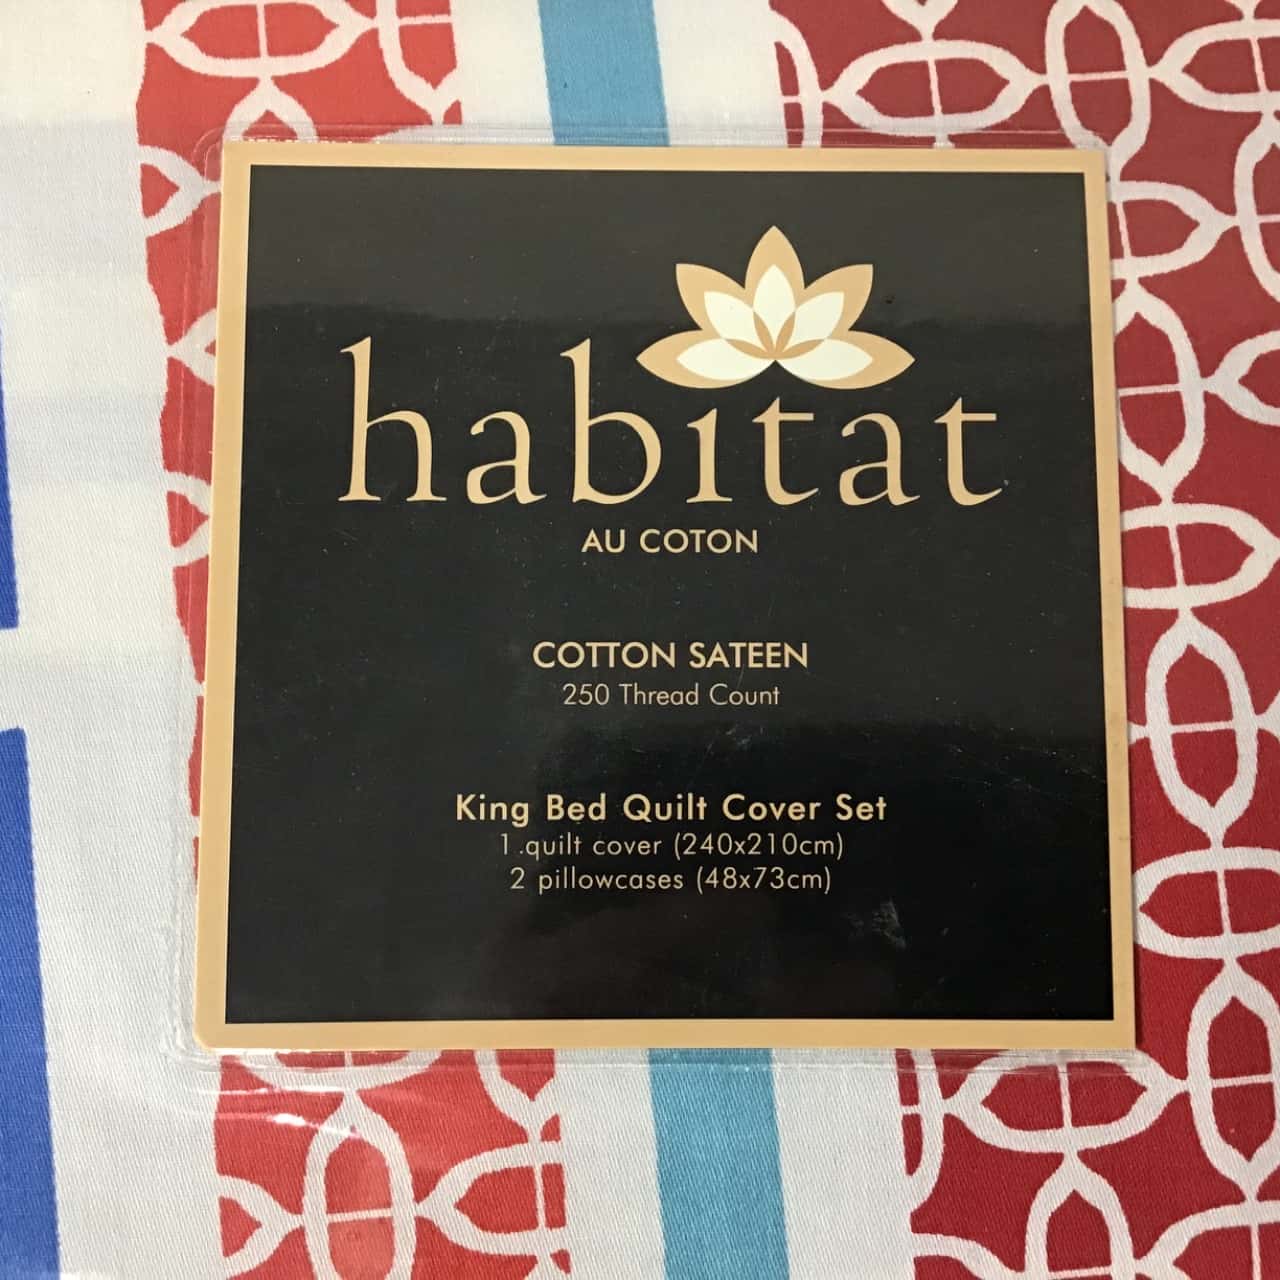 habitat
AU COTON
COTTON SATEEN
250 Thread Count
King Bed Quilt Cover Set
1 .quilt cover (240x210cm)
2 pillowcases (48x73cm)